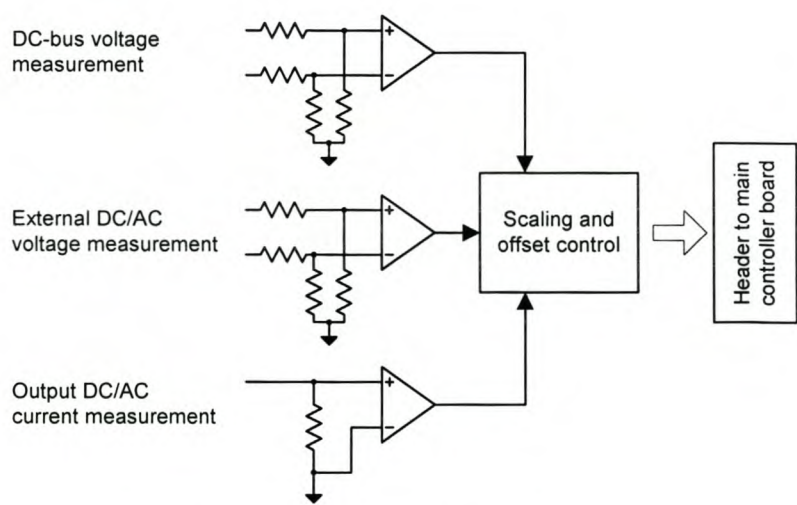 DC-bus voltage
measurement
+
−
External DC/AC
voltage measurement
+
−
Scaling and
offset control
Header to main
controller board
Output DC/AC
current measurement
+
−